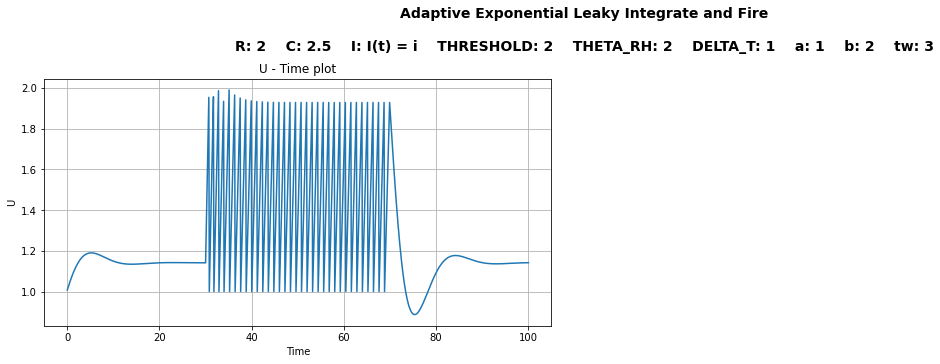 Adaptive Exponential Leaky Integrate and Fire
R: 2 C: 2.5 I: I(t) = i THRESHOLD: 2 THETA_RH: 2 DELTA_T: 1 a: 1 b: 2 tw: 3
U - Time plot
2.0
1.8
1.6
1.4
1.2
1.0
U
0 20 40 60 80 100
Time